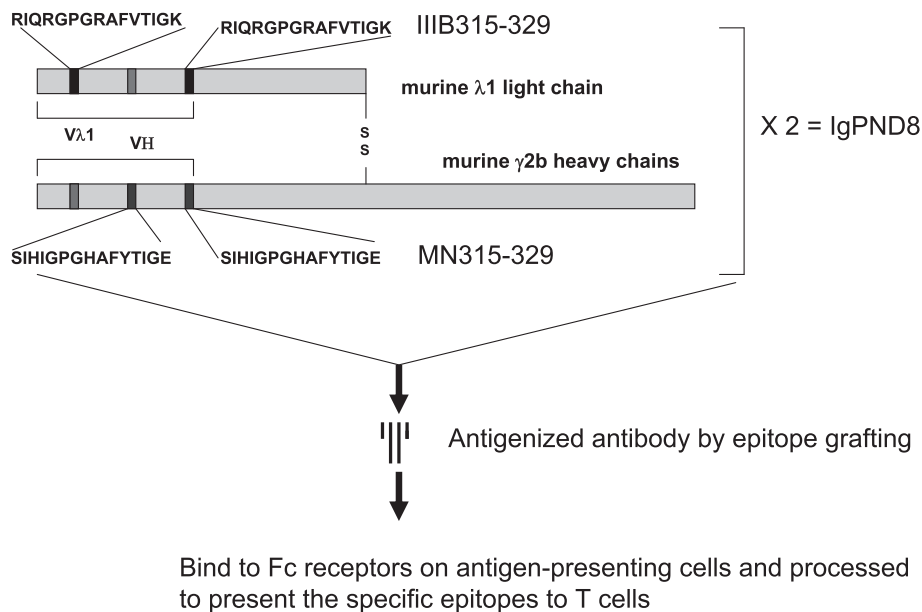 RIQRGPGRAFVTIGK
RIQRGPGRAFVTIGK IIIB315-329
murine λ1 light chain
Vλ1
VH
S
S
X 2 = IgPND8
murine γ2b heavy chains
SIHIGPGHAFYTIGE SIHIGPGHAFYTIGE MN315-329
Antigenized antibody by epitope grafting
Bind to Fc receptors on antigen-presenting cells and processed
to present the specific epitopes to T cells